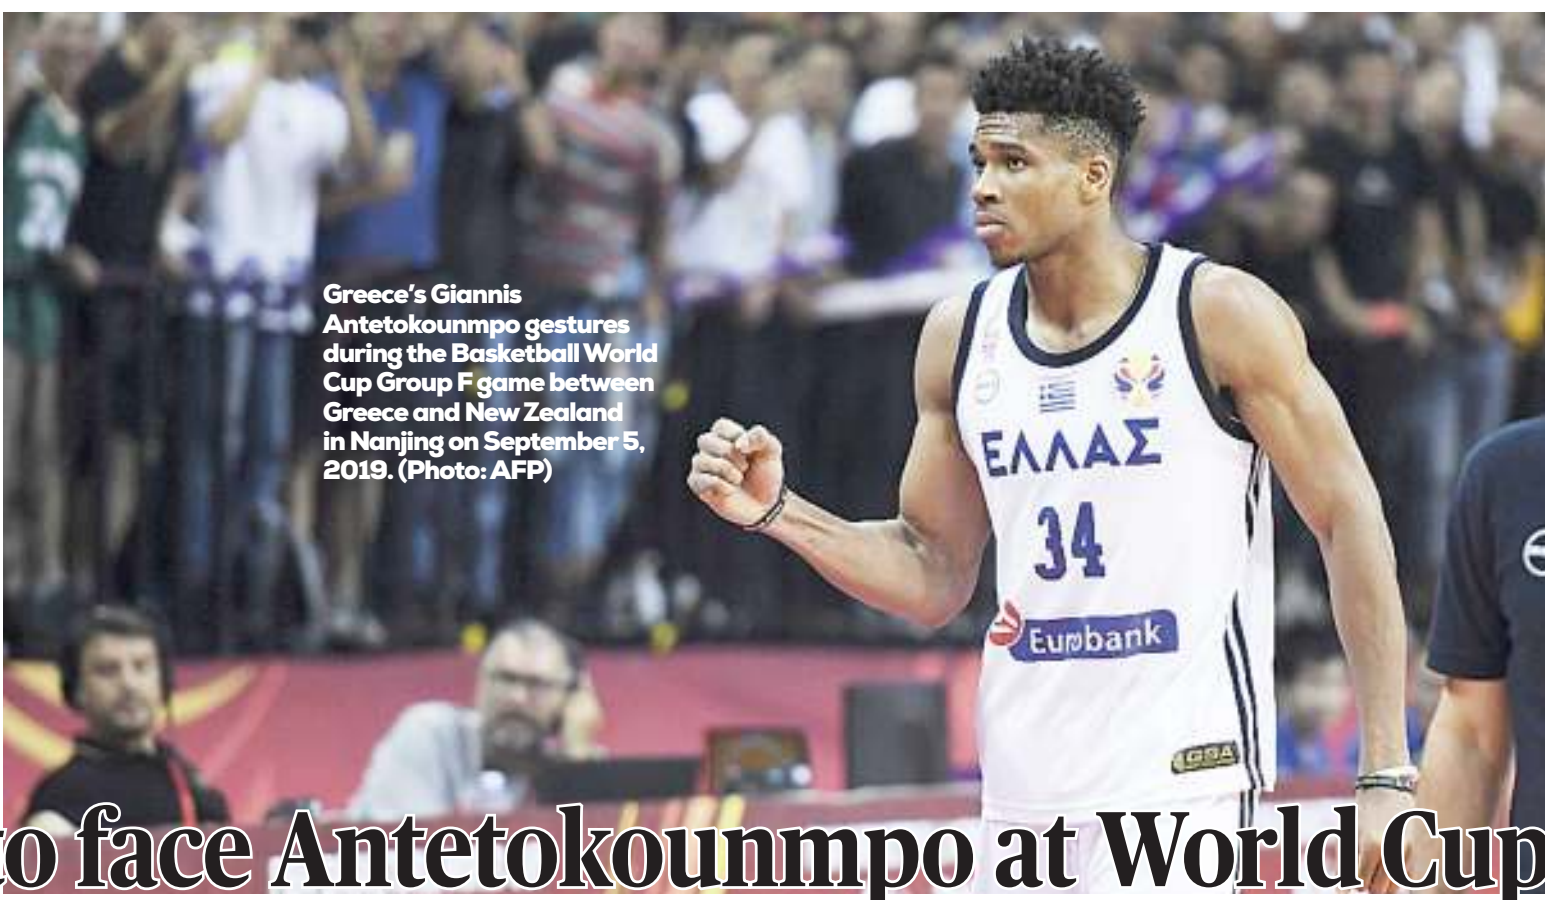 Greece's Giannis
Antetokounmpo gestures
during the Basketball World
Cup Group F game between
Greece and New Zealand
in Nanjing on September 5,
2019. (Photo: AFP)
ΕΛΛΑΣ
34
Eurobank
GSA
to face Antetokounmpo at World Cup